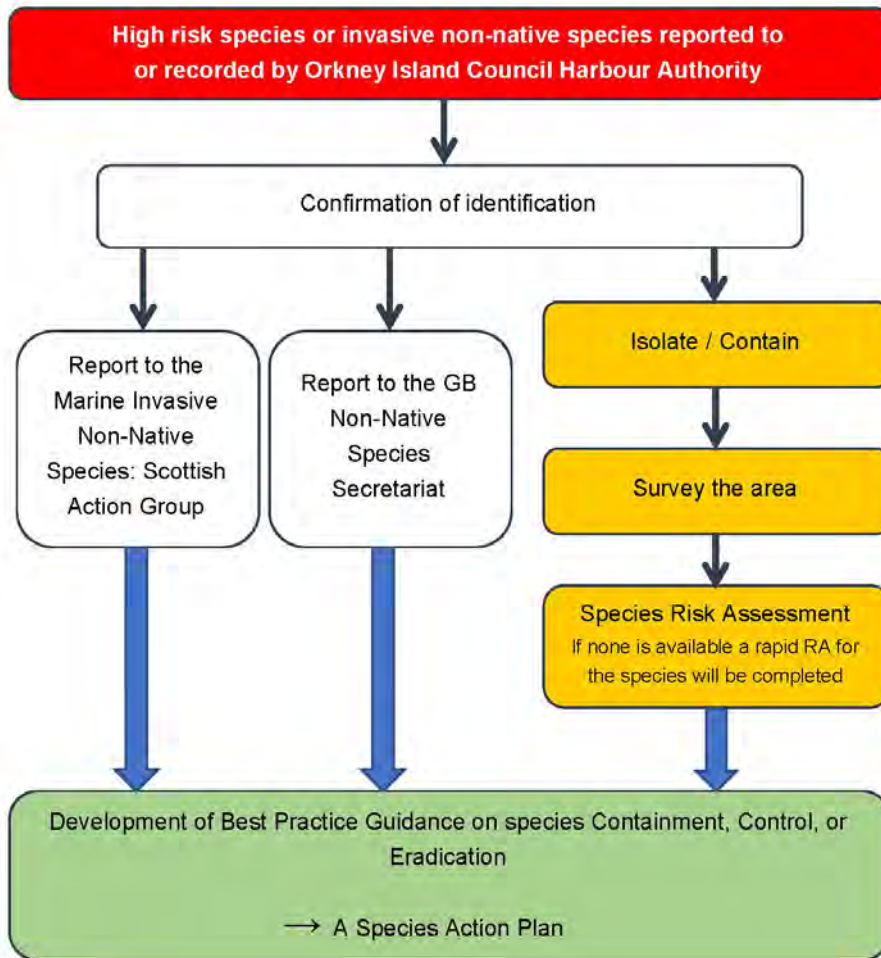 High risk species or invasive non-native species reported to
or recorded by Orkney Island Council Harbour Authority
Confirmation of identification
Report to the
Marine Invasive
Non-Native
Species: Scottish
Action Group
Report to the GB
Non-Native
Species
Secretariat
Isolate / Contain
Survey the area
Species Risk Assessment
If none is available a rapid RA for
the species will be completed
Development of Best Practice Guidance on species Containment, Control, or
Eradication
→ A Species Action Plan